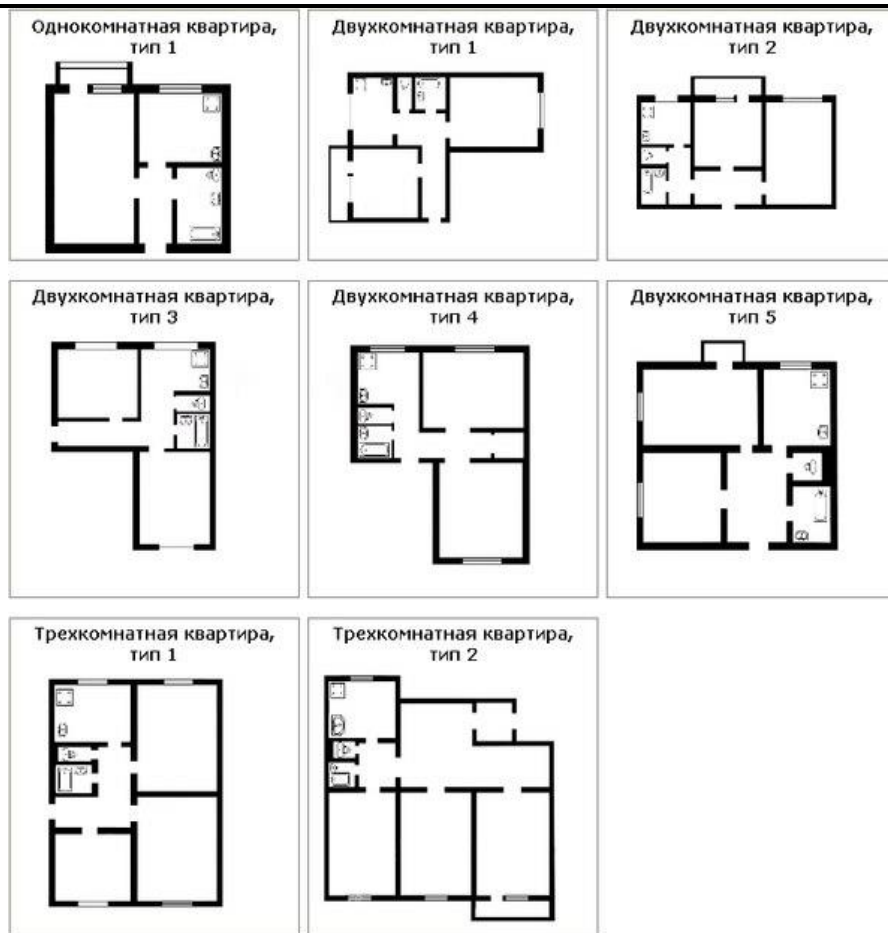 Однокомнатная квартира,
тип 1
Двухкомнатная квартира,
тип 1
Двухкомнатная квартира,
тип 2
Двухкомнатная квартира,
тип 3
Двухкомнатная квартира,
тип 4
Двухкомнатная квартира,
тип 5
Трехкомнатная квартира,
тип 1
Трехкомнатная квартира,
тип 2